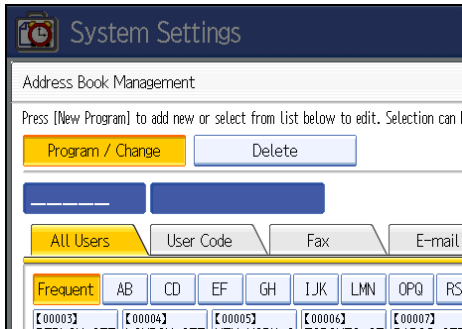 System Settings
Address Book Management
Press [New Program] to add new or select from list below to edit. Selection can
Program / Change Delete
All Users User Code Fax E-mail
Frequent AB CD EF GH IJK LMN OPQ RS
【00003】 【00004】 【00005】 【00006】 【00007】